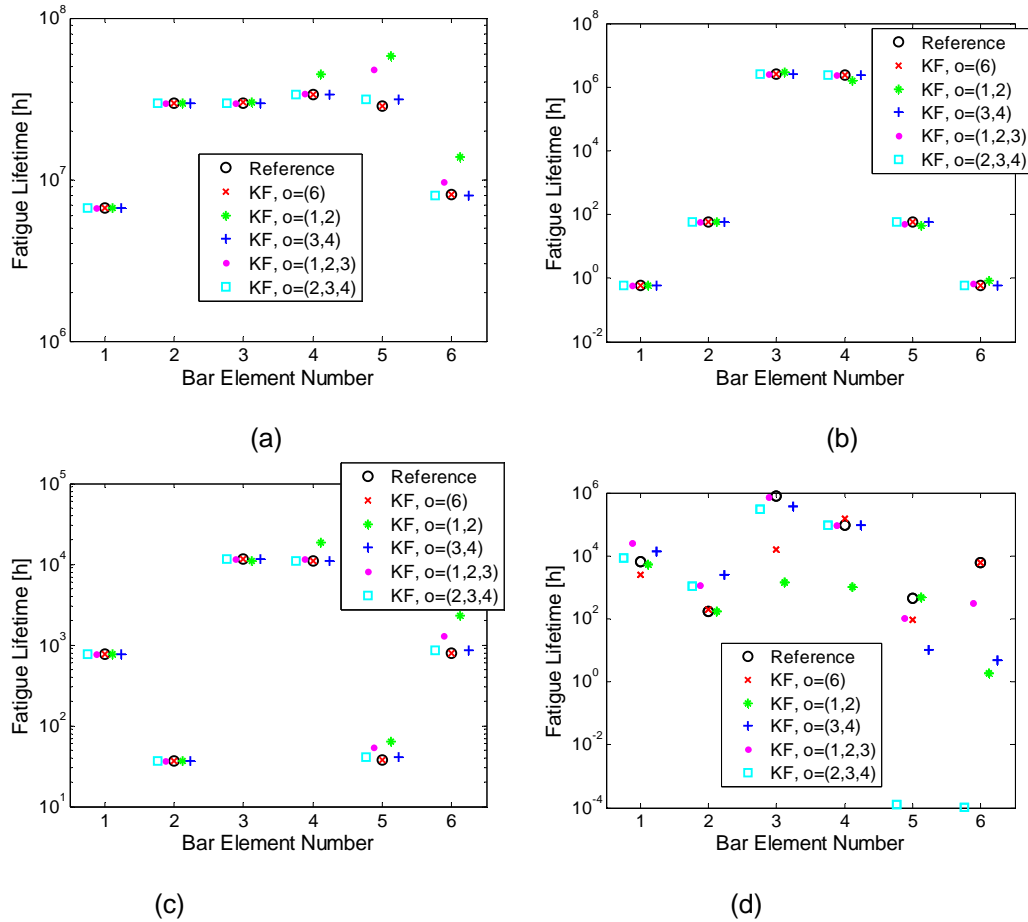 10^8
10^7
10^6
Fatigue Lifetime [h]
Reference
KF, o=(6)
KF, o=(1,2)
KF, o=(3,4)
KF, o=(1,2,3)
KF, o=(2,3,4)
1 2 3 4 5 6
Bar Element Number
(a)
10^8
10^6
10^4
10^2
10^0
10^-2
Fatigue Lifetime [h]
Reference
KF, o=(6)
KF, o=(1,2)
KF, o=(3,4)
KF, o=(1,2,3)
KF, o=(2,3,4)
1 2 3 4 5 6
Bar Element Number
(b)
10^5
10^4
10^3
10^2
10^1
Fatigue Lifetime [h]
Reference
KF, o=(6)
KF, o=(1,2)
KF, o=(3,4)
KF, o=(1,2,3)
KF, o=(2,3,4)
1 2 3 4 5 6
Bar Element Number
(c)
10^6
10^4
10^2
10^0
10^-2
10^-4
Fatigue Lifetime [h]
Reference
KF, o=(6)
KF, o=(1,2)
KF, o=(3,4)
KF, o=(1,2,3)
KF, o=(2,3,4)
1 2 3 4 5 6
Bar Element Number
(d)